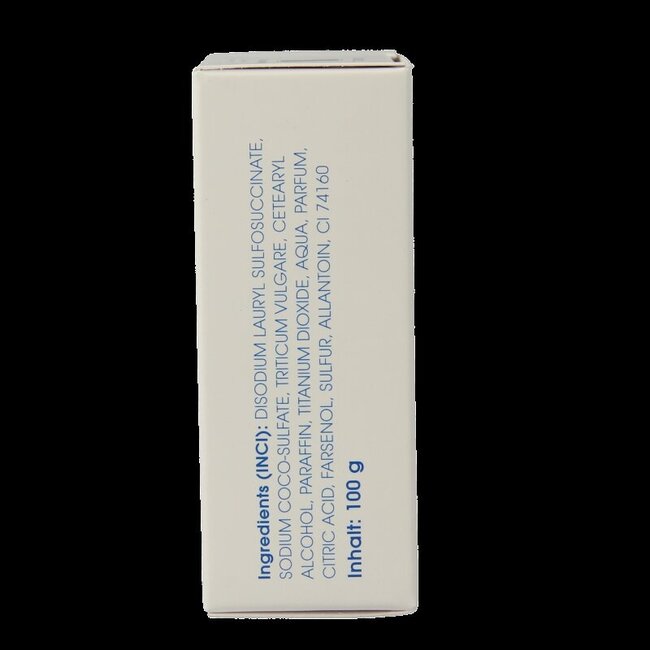 Ingredients (INCI): DISODIUM LAURYL SULFOSUCCINATE,
SODIUM COCO-SULFATE, TRITICUM VULGARE, CETEARYL
ALCOHOL, PARAFFIN, TITANIUM DIOXIDE, AQUA, PARFUM,
CITRIC ACID, FARSENOL, SULFUR, ALLANTOIN, CI 74160
Inhalt: 100 g